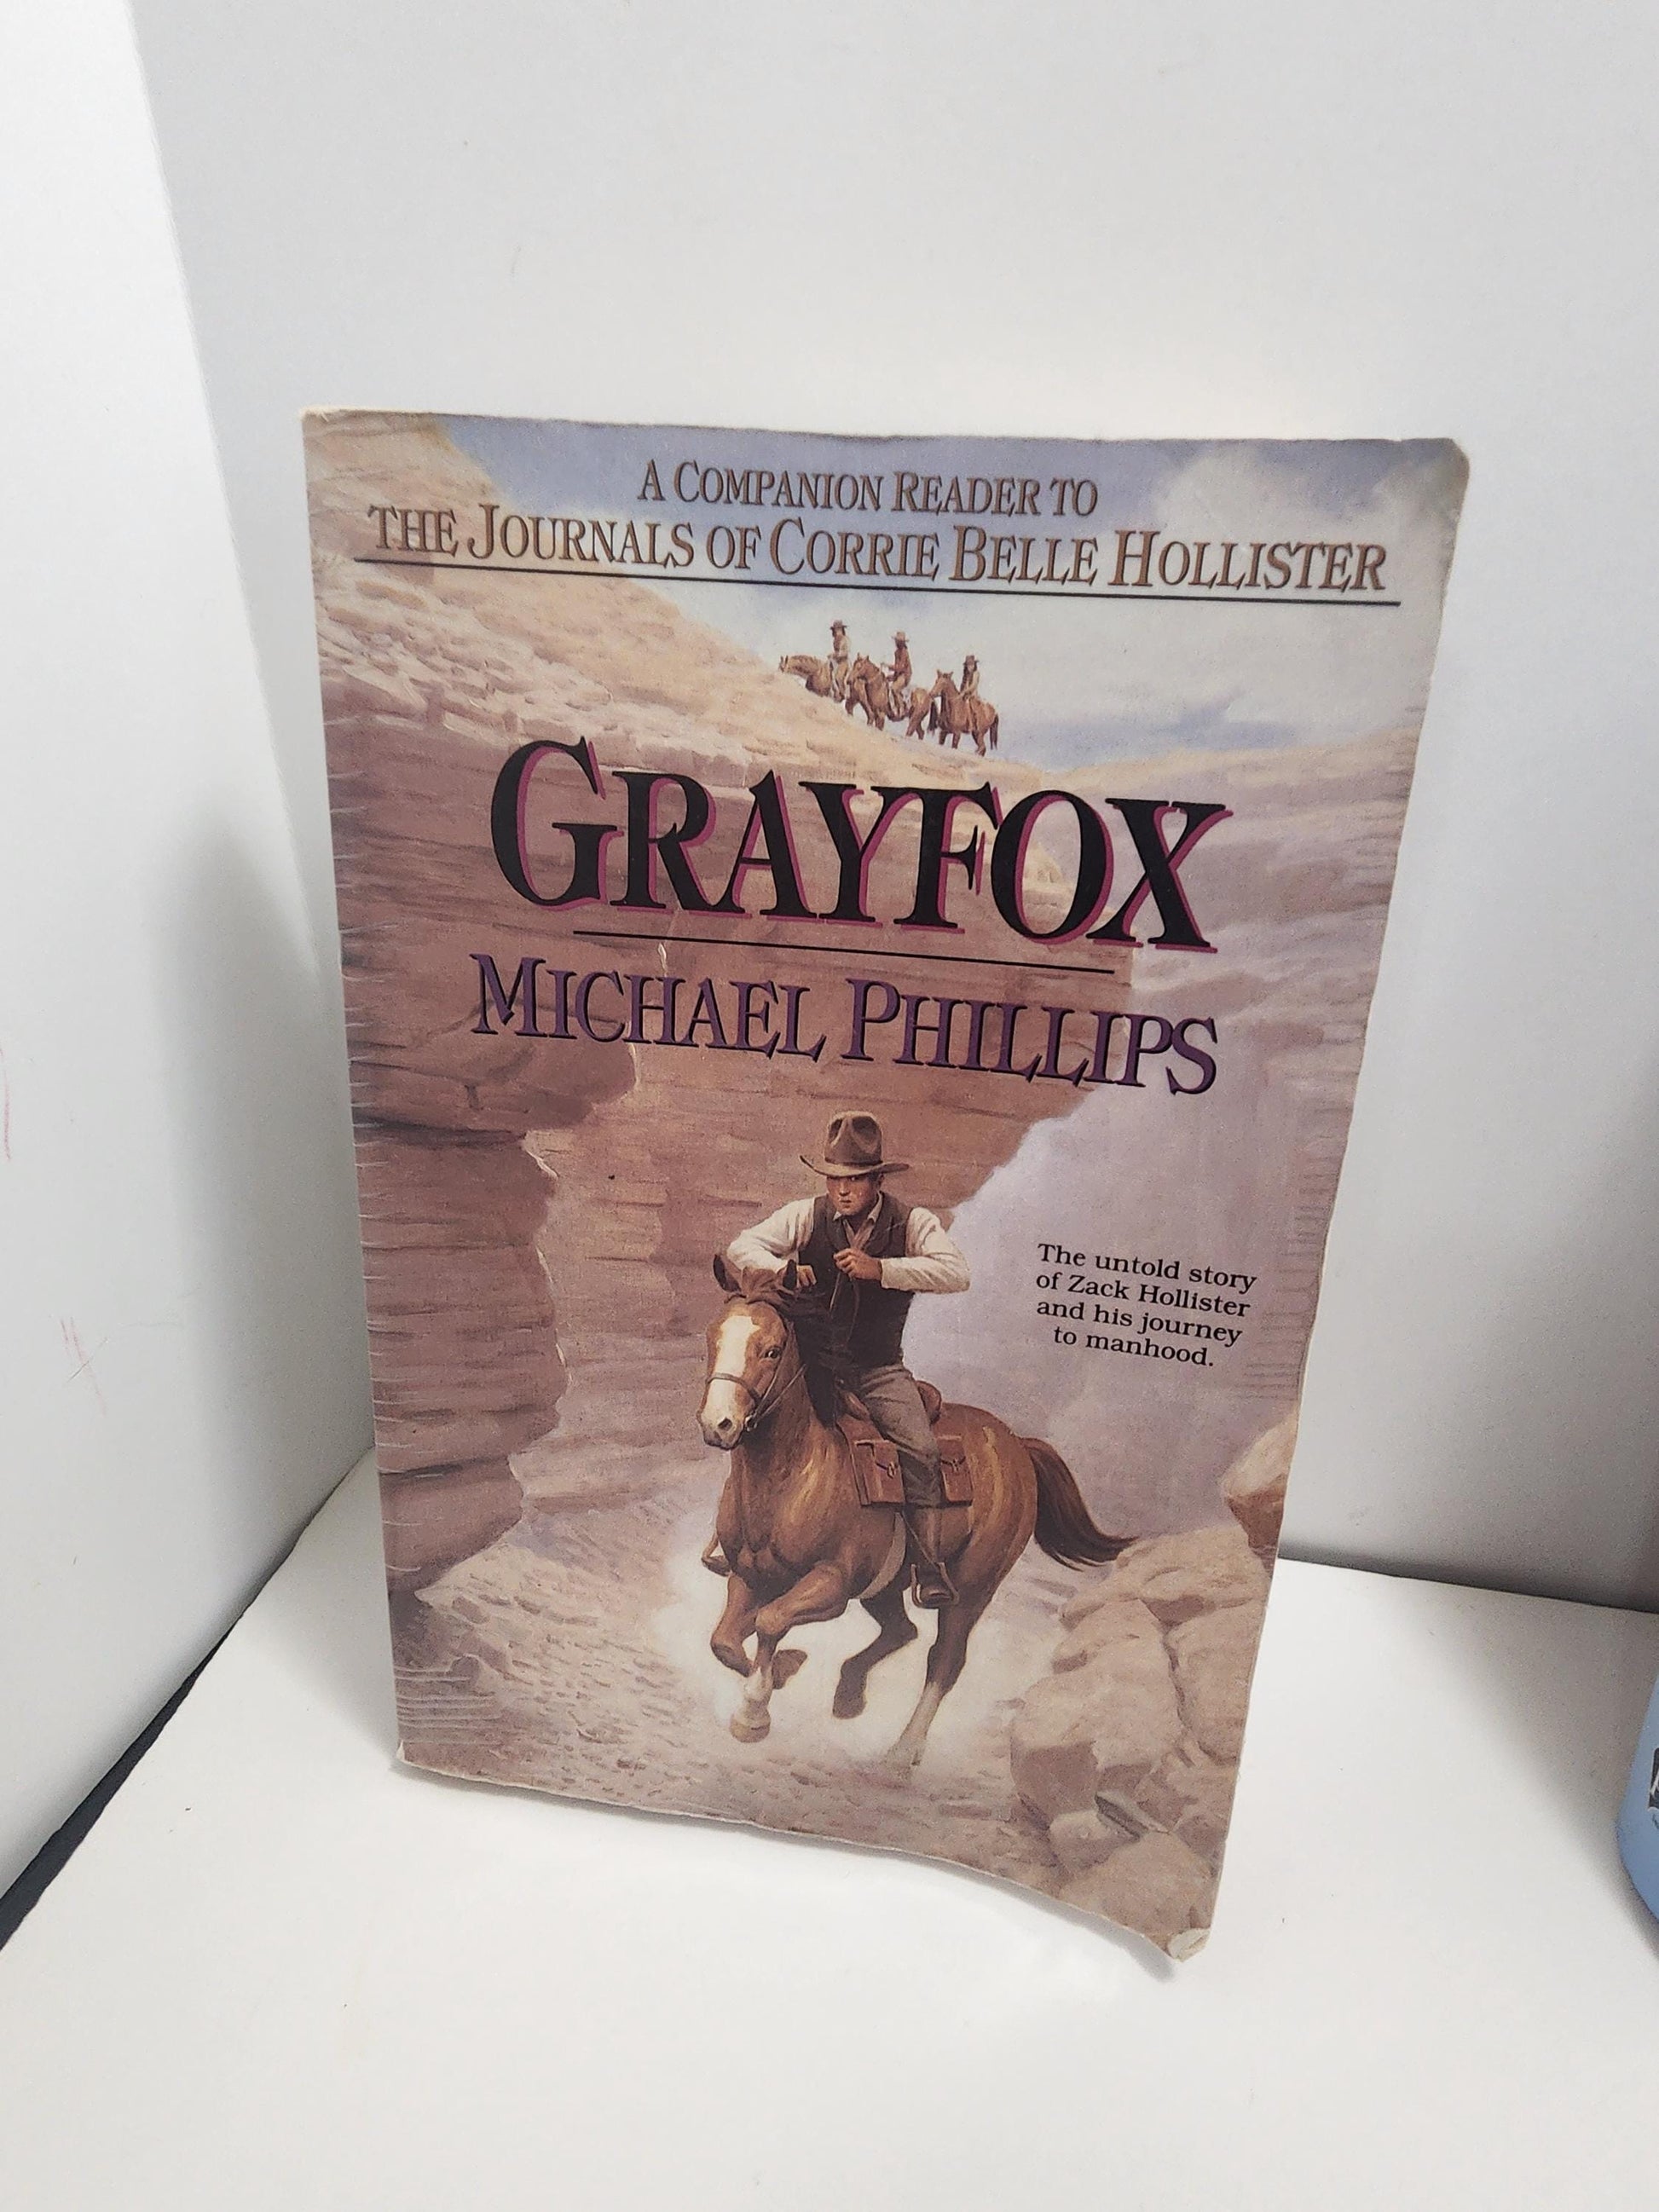 A COMPANION READER TO
THE JOURNALS OF CORRIE BELLE HOLLISTER
GRAYFOX
MICHAEL PHILLIPS
The untold story
of Zack Hollister
and his journey
to manhood.